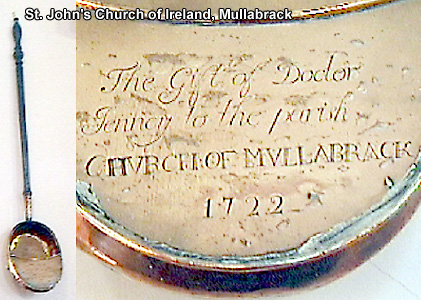 St. John's Church of Ireland, Mullabrack
The Gift of Doctor
Jenney to the parish
CHVRCH·OF MVLLABRACK
1722